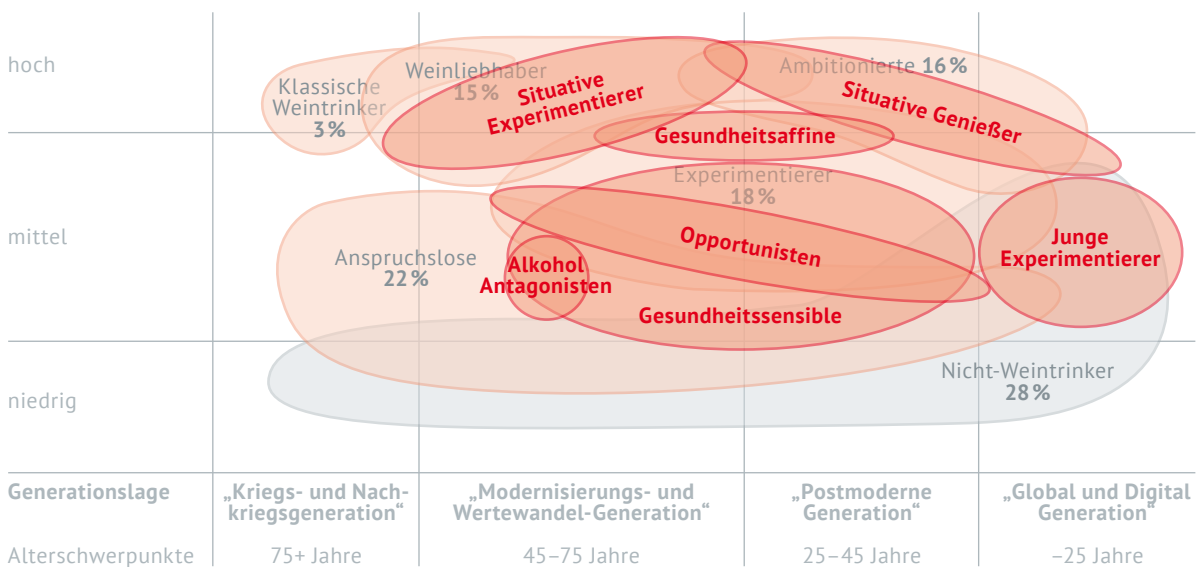 hoch
Klassische
Weintrinker
3 %
Weinliebhaber
15 %
Situative
Experimentierer
Ambitionierte 16 %
Situative Genießer
Gesundheitsaffine
mittel
Experimentierer
18 %
Anspruchslose
22 %
Alkohol
Antagonisten
Opportunisten
Junge
Experimentierer
Gesundheitssensible
niedrig
Nicht-Weintrinker
28 %
Generationslage
„Kriegs- und Nach-
kriegsgeneration“
„Modernisierungs- und
Wertewandel-Generation“
„Postmoderne
Generation“
„Global und Digital
Generation“
Alterschwerpunkte
75+ Jahre
45–75 Jahre
25–45 Jahre
–25 Jahre